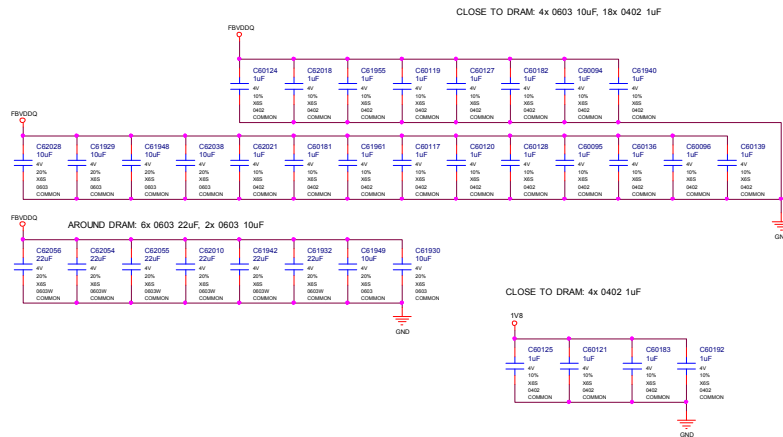 CLOSE TO DRAM: 4x 0603 10uF, 18x 0402 1uF
FBVDDQ
C60124 C62018 C61955 C60119 C60127 C60182 C60094 C61940
1uF 1uF 1uF 1uF 1uF 1uF 1uF 1uF
4V 4V 4V 4V 4V 4V 4V 4V
10% 10% 10% 10% 10% 10% 10% 10%
X6S X6S X6S X6S X6S X6S X6S X6S
0402 0402 0402 0402 0402 0402 0402 0402
COMMON COMMON COMMON COMMON COMMON COMMON COMMON COMMON
FBVDDQ
C62028 C61929 C61948 C62038 C62021 C60181 C61961 C60117 C60120 C60128 C60095 C60136 C60096 C60139
10uF 10uF 10uF 10uF 1uF 1uF 1uF 1uF 1uF 1uF 1uF 1uF 1uF 1uF
4V 4V 4V 4V 4V 4V 4V 4V 4V 4V 4V 4V 4V 4V
20% 20% 20% 20% 10% 10% 10% 10% 10% 10% 10% 10% 10% 10%
X6S X6S X6S X6S X6S X6S X6S X6S X6S X6S X6S X6S X6S X6S
0603 0603 0603 0603 0402 0402 0402 0402 0402 0402 0402 0402 0402 0402
COMMON COMMON COMMON COMMON COMMON COMMON COMMON COMMON COMMON COMMON COMMON COMMON COMMON COMMON
GND
FBVDDQ
AROUND DRAM: 6x 0603 22uF, 2x 0603 10uF
C62056 C62054 C62055 C62010 C61942 C61932 C61949 C61930
22uF 22uF 22uF 22uF 22uF 22uF 10uF 10uF
4V 4V 4V 4V 4V 4V 4V 4V
20% 20% 20% 20% 20% 20% 20% 20%
X6S X6S X6S X6S X6S X6S X6S X6S
0603W 0603W 0603W 0603W 0603W 0603W 0603 0603
COMMON COMMON COMMON COMMON COMMON COMMON COMMON COMMON
GND
CLOSE TO DRAM: 4x 0402 1uF
1V8
C60125 C60121 C60183 C60192
1uF 1uF 1uF 1uF
4V 4V 4V 4V
10% 10% 10% 10%
X6S X6S X6S X6S
0402 0402 0402 0402
COMMON COMMON COMMON COMMON
GND